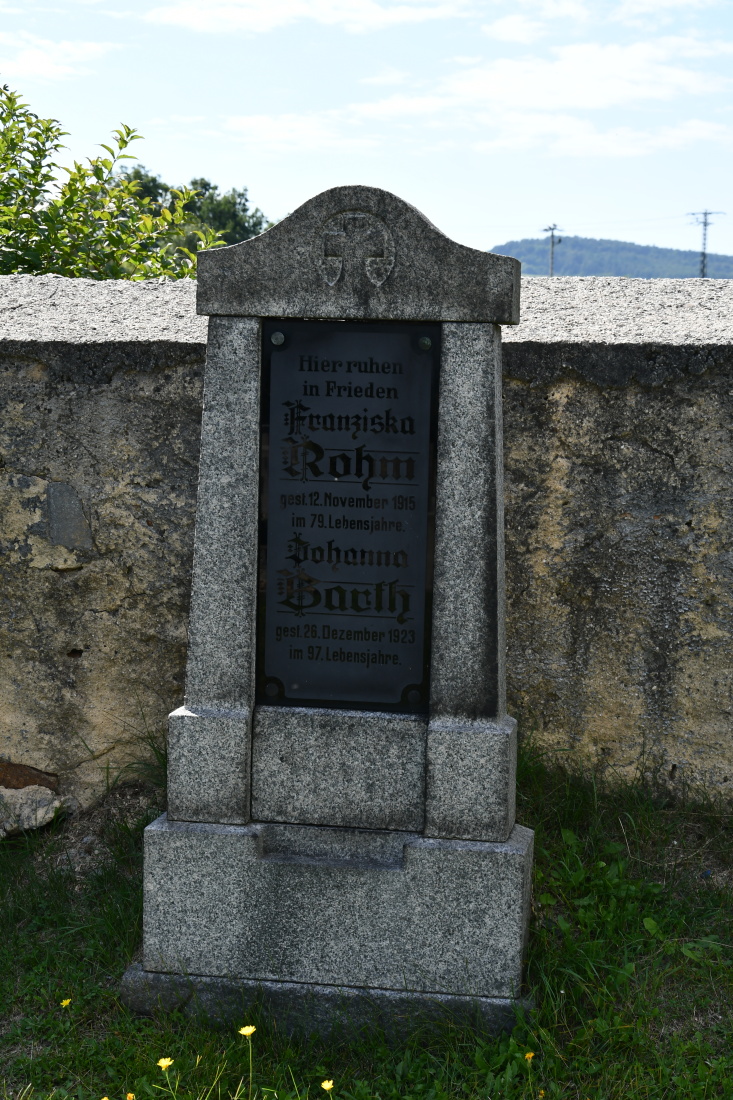 Hier ruhen
in Frieden
Franziska
Rohm
gest. 12. November 1915
im 79. Lebensjahre.
Johanna
Barth
gest. 26. Dezember 1923
im 97. Lebensjahre.